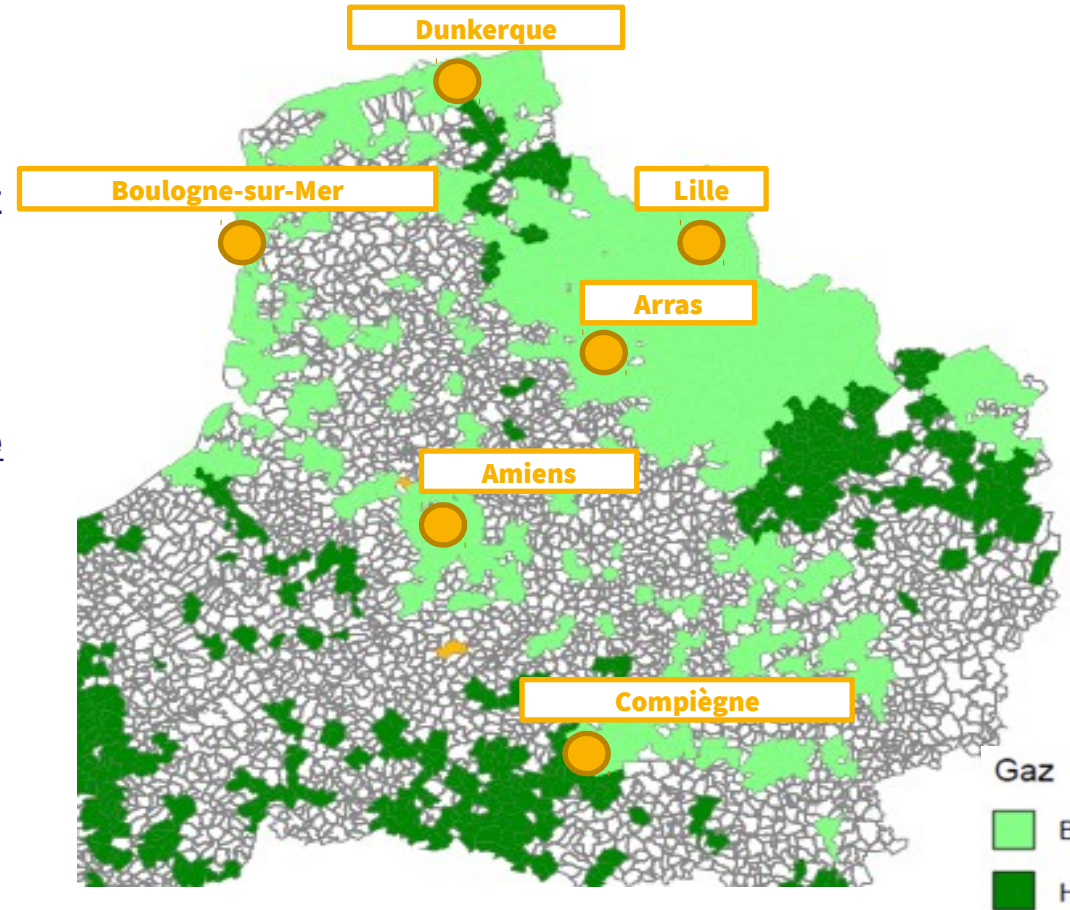 Dunkerque
Boulogne-sur-Mer
Lille
Arras
Amiens
Compiègne
Gaz
B
H